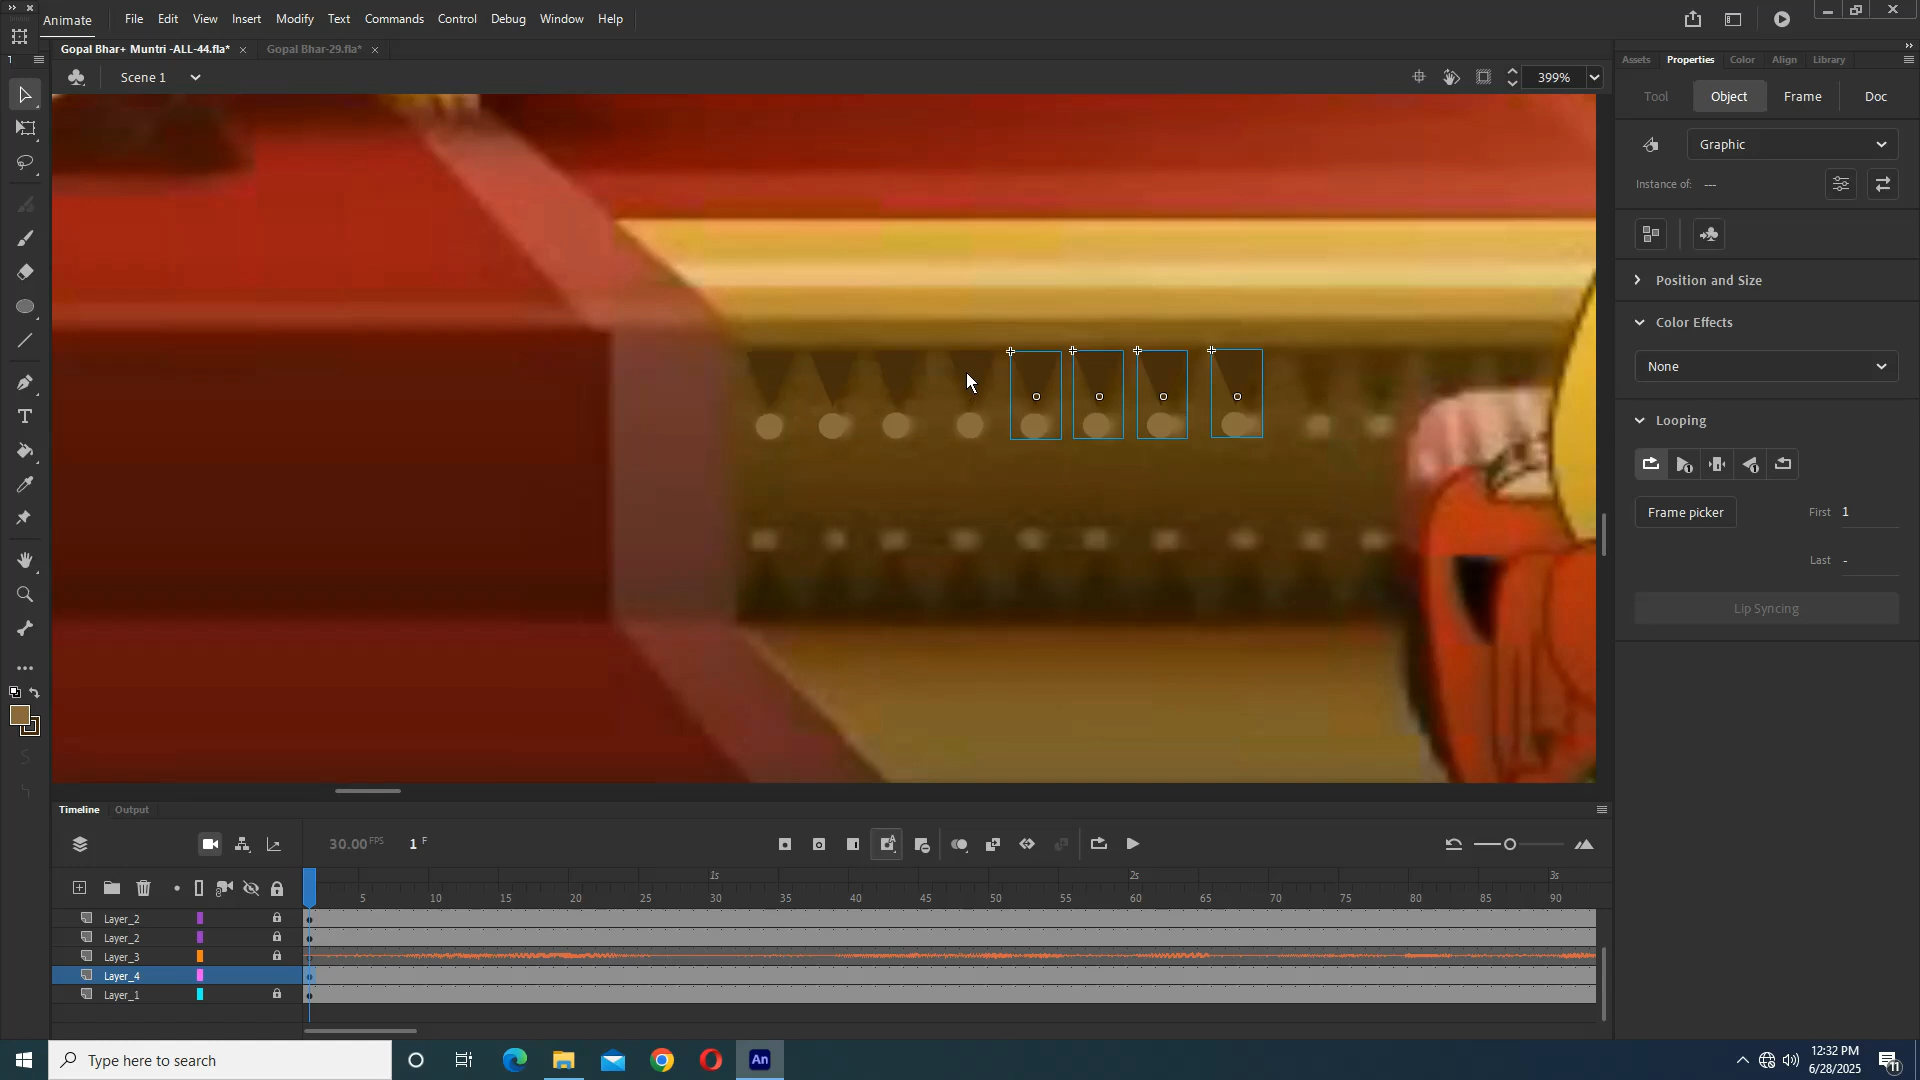 Animate
File Edit View Insert Modify Text Commands Control Debug Window Help
Gopal Bhar+ Muntri -ALL-44.fla*
Gopal Bhar-29.fla*
Scene 1
399%
Assets Properties Color Align Library
Tool Object Frame Doc
Graphic
Instance of: ---
Position and Size
Color Effects
None
Looping
Frame picker First 1
Last -
Lip Syncing
Timeline Output
30.00 FPS 1 F
1s 2s 3s
5 10 15 20 25 30 35 40 45 50 55 60 65 70 75 80 85 90
Layer_2
Layer_2
Layer_3
Layer_4
Layer_1
Type here to search
An
12:32 PM
6/28/2025
11